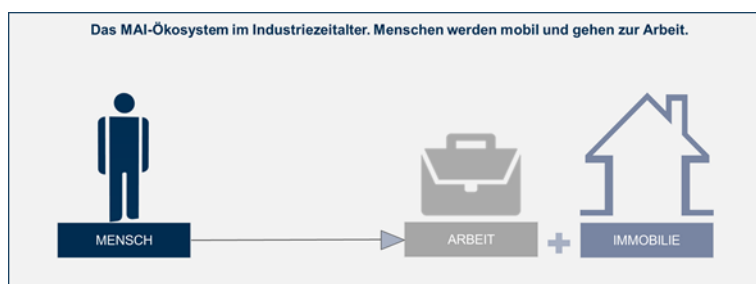 Das MAI-Ökosystem im Industriezeitalter. Menschen werden mobil und gehen zur Arbeit.
MENSCH
ARBEIT
IMMOBILIE